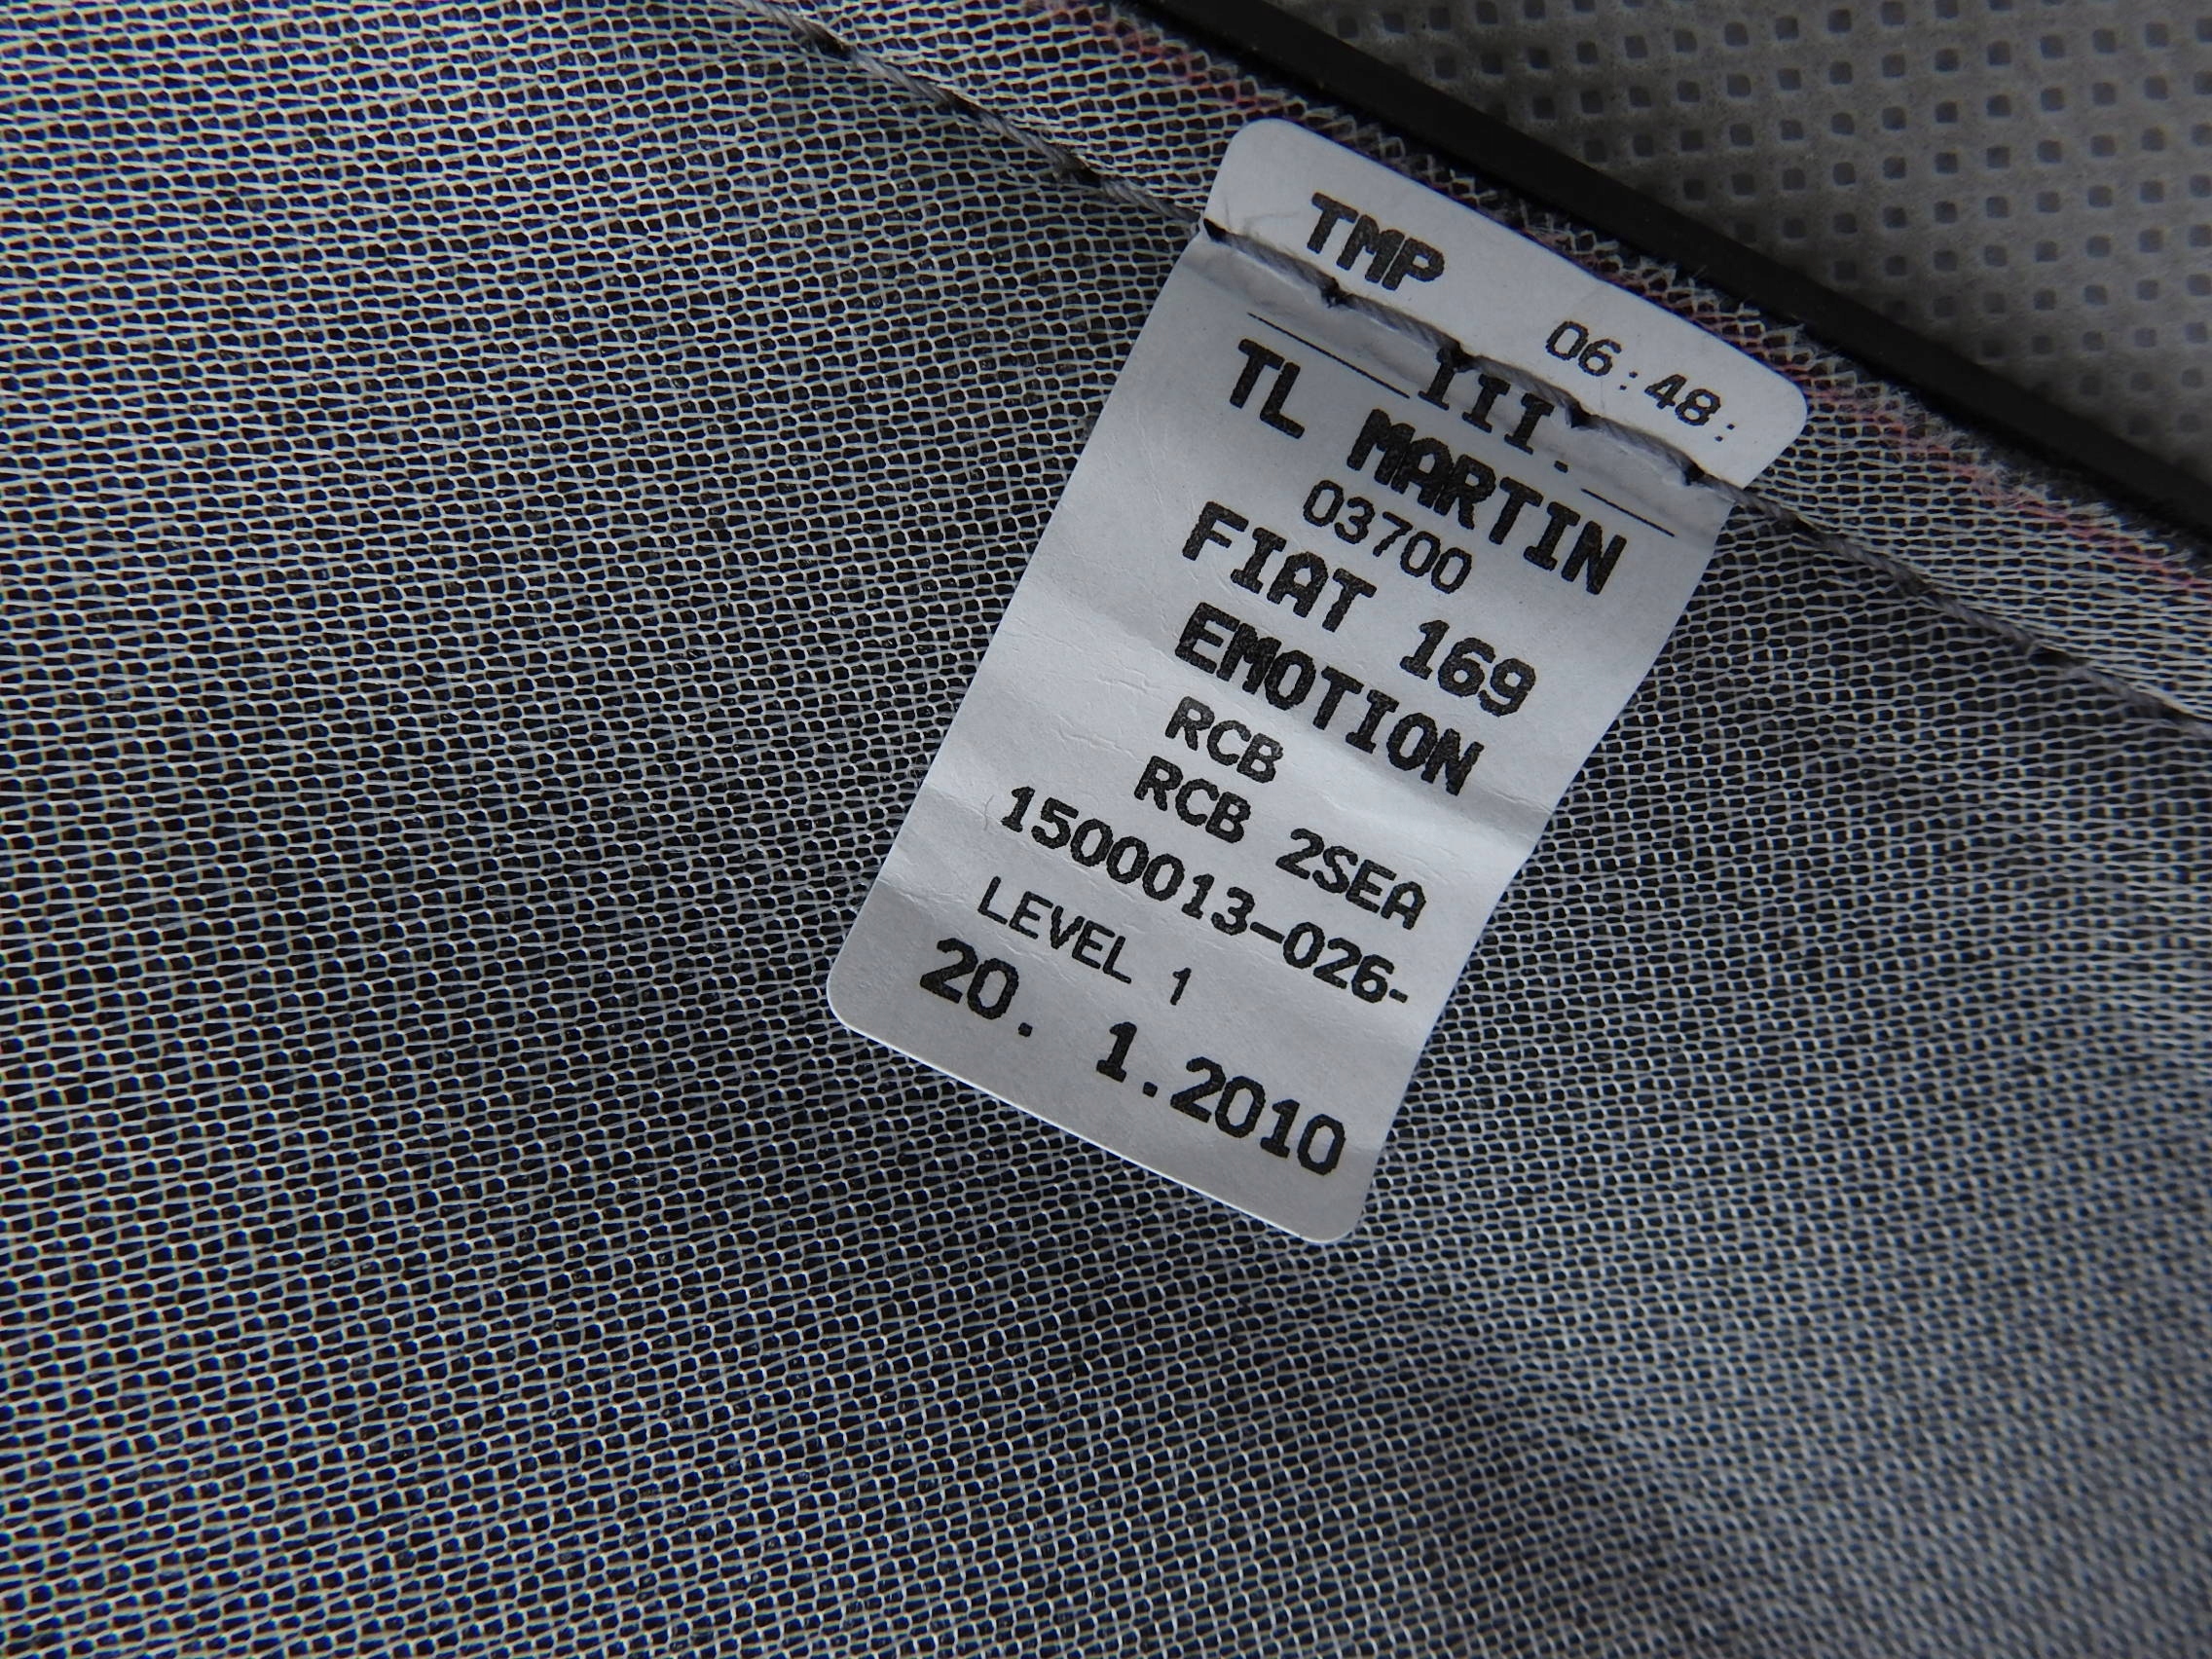 TMP
06:48:
III.
TL MARTIN
03700
FIAT 169
EMOTION
RCB
RCB 2SEA
1500013-026-
LEVEL 1
20. 1.2010